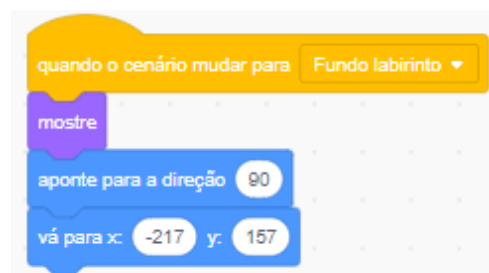 quando o cenário mudar para Fundo labirinto
mostre
aponte para a direção 90
vá para x: -217 y: 157